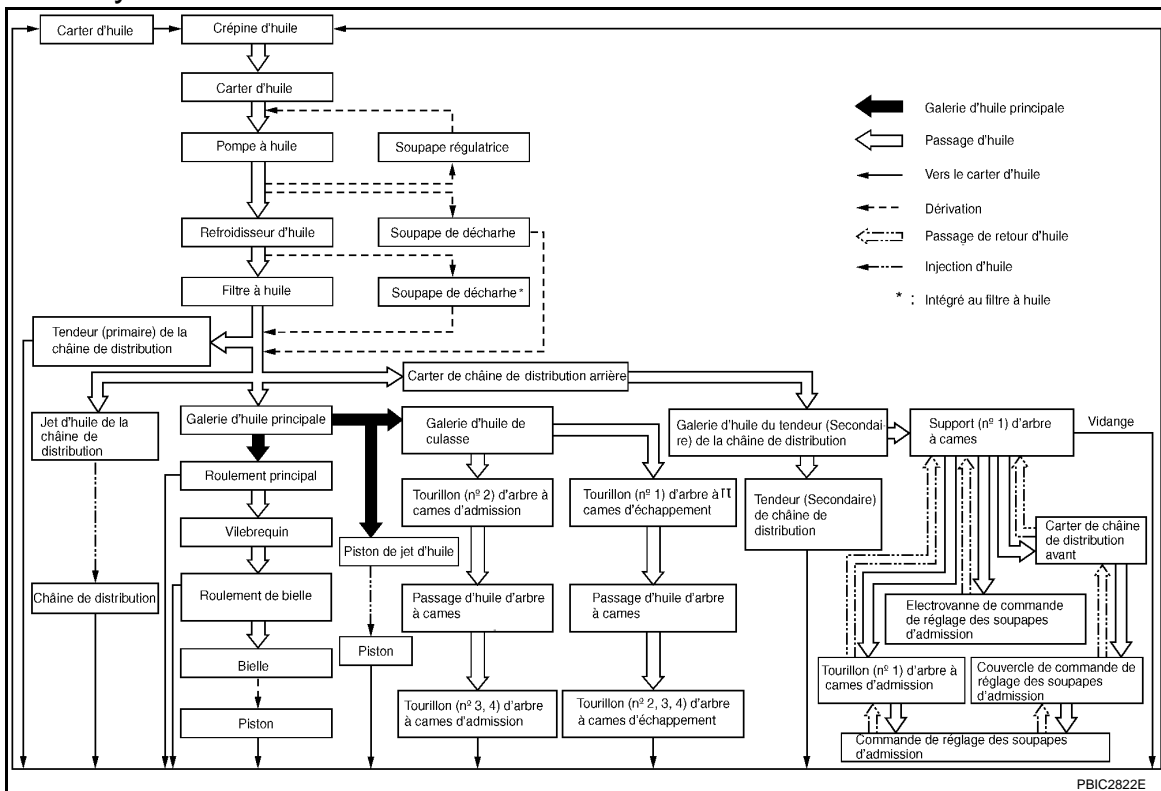 Carter d'huile
Crépine d'huile
Carter d'huile
Pompe à huile
Soupape régulatrice
Refroidisseur d'huile
Soupape de décharhe
Filtre à huile
Soupape de décharhe *
Galerie d'huile principale
Passage d'huile
Vers le carter d'huile
Dérivation
Passage de retour d'huile
Injection d'huile
* : Intégré au filtre à huile
Tendeur (primaire) de la
châine de distribution
Carter de chaîne de distribution arrière
Jet d'huile de la
chaîne de
distribution
Galerie d'huile principale
Galerie d'huile de
culasse
Galerie d'huile du tendeur (Secondai-
re) de la chaîne de distribution
Support (nº 1) d'arbre
à cames
Vidange
Roulement principal
Tourillon (nº 2) d'arbre à
cames d'admission
Tourillon (nº 1) d'arbre à
cames d'échappement
Tendeur (Secondaire)
de chaîne de
distribution
Carter de chaîne
de distribution
avant
Vilebrequin
Piston de jet d'huile
Chaîne de distribution
Roulement de bielle
Passage d'huile d'arbre
à cames
Passage d'huile d'arbre
à cames
Electrovanne de commande
de réglage des soupapes
d'admission
Bielle
Piston
Tourillon (nº 1) d'arbre à
cames d'admission
Couvercle de commande de
réglage des soupapes
d'admission
Piston
Tourillon (nº 3, 4) d'arbre
à cames d'admission
Tourillon (nº 2, 3, 4) d'arbre
à cames d'échappement
Commande de réglage des soupapes
d'admission
PBIC2822E